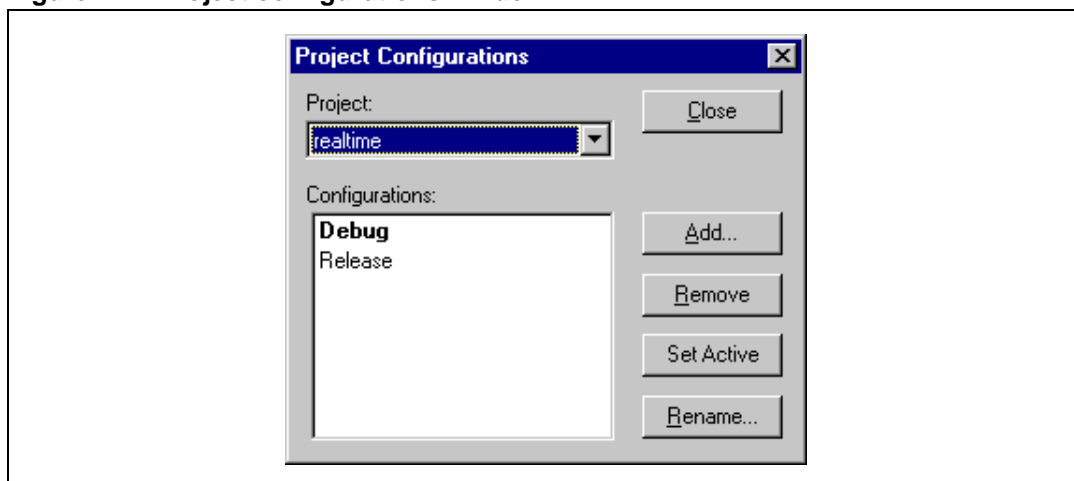 Project Configurations
Project:
Close
realtime
Configurations:
Debug
Release
Add...
Remove
Set Active
Rename...